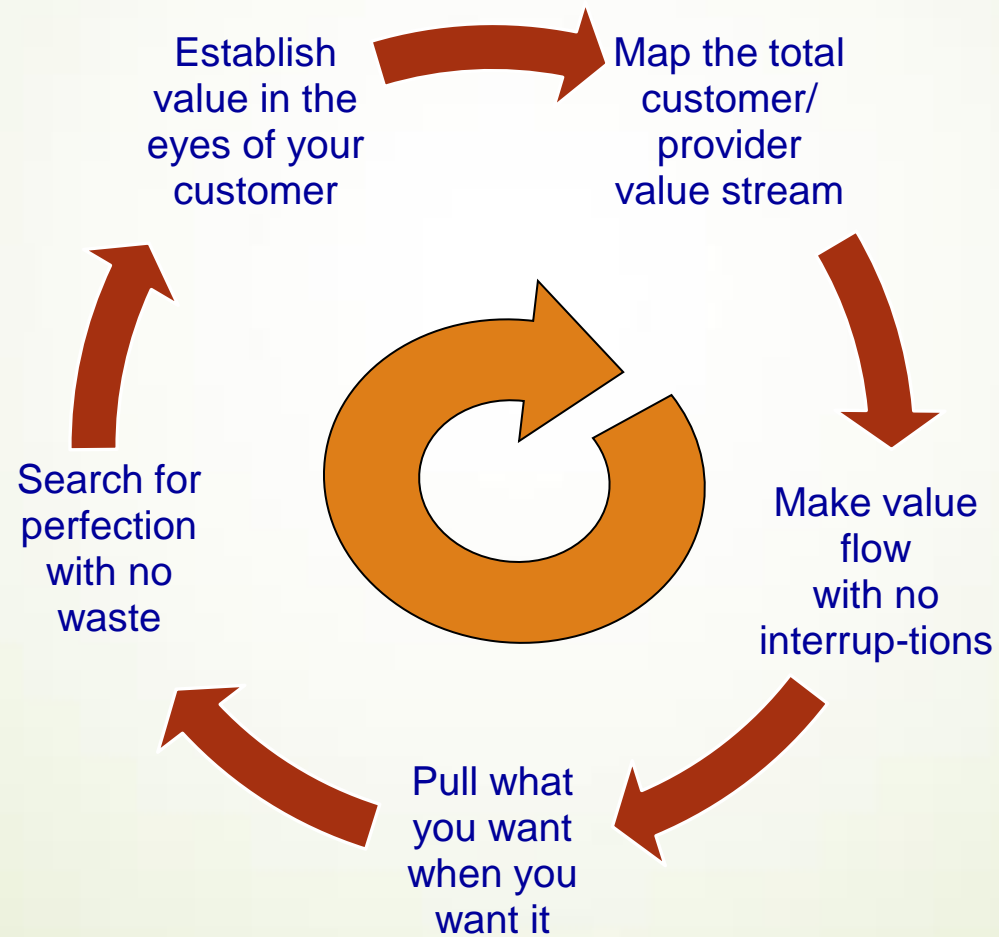 Establish
value in the
eyes of your
customer
Map the total
customer/
provider
value stream
Make value
flow
with no
interrup-tions
Pull what
you want
when you
want it
Search for
perfection
with no
waste